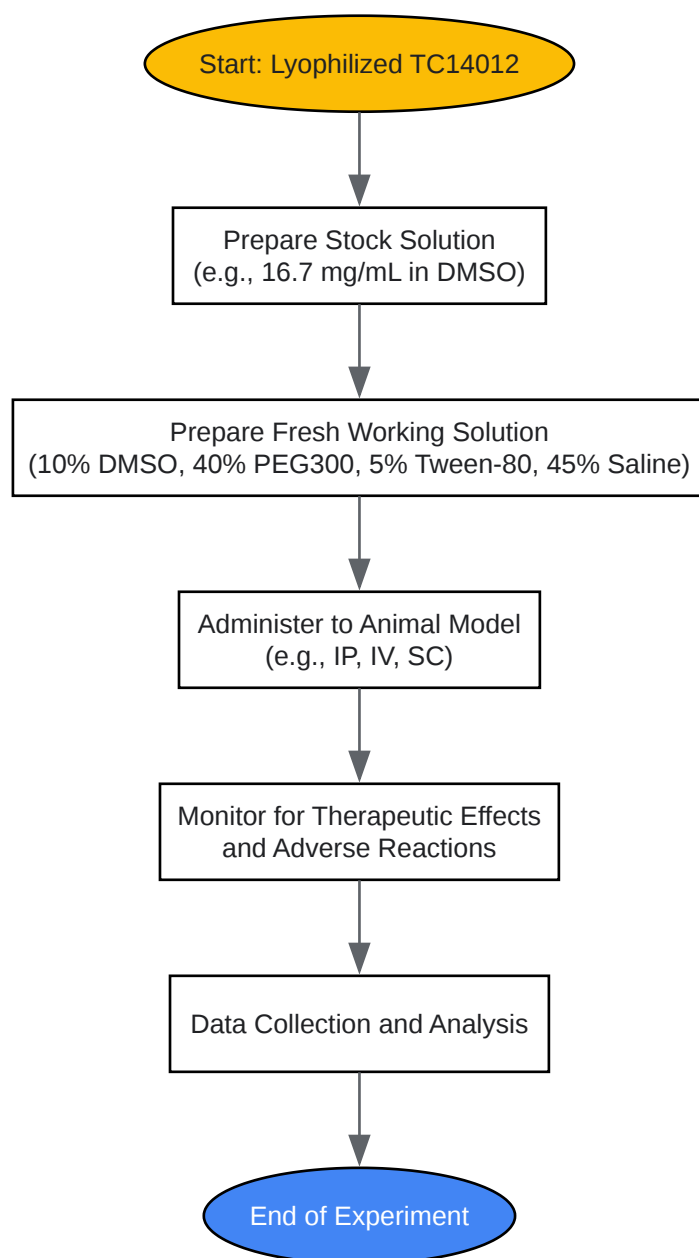 Start: Lyophilized TC14012
Prepare Stock Solution
(e.g., 16.7 mg/mL in DMSO)
Prepare Fresh Working Solution
(10% DMSO, 40% PEG300, 5% Tween-80, 45% Saline)
Administer to Animal Model
(e.g., IP, IV, SC)
Monitor for Therapeutic Effects
and Adverse Reactions
Data Collection and Analysis
End of Experiment